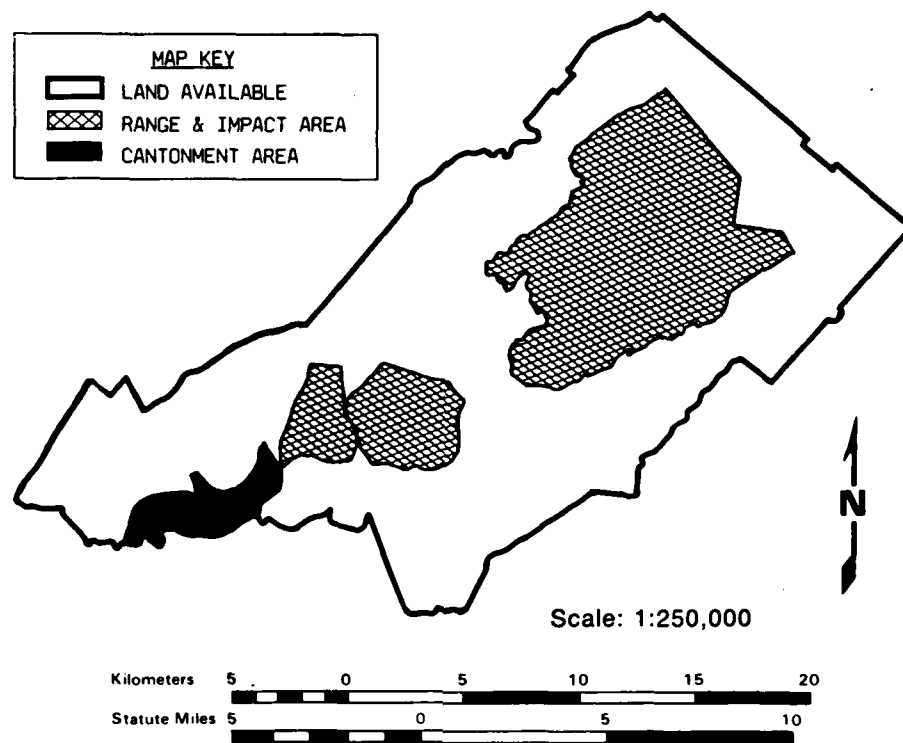 MAP KEY
LAND AVAILABLE
RANGE & IMPACT AREA
CANTONMENT AREA
N
Scale: 1:250,000
Kilometers 5 0 5 10 15 20
Statute Miles 5 0 5 10